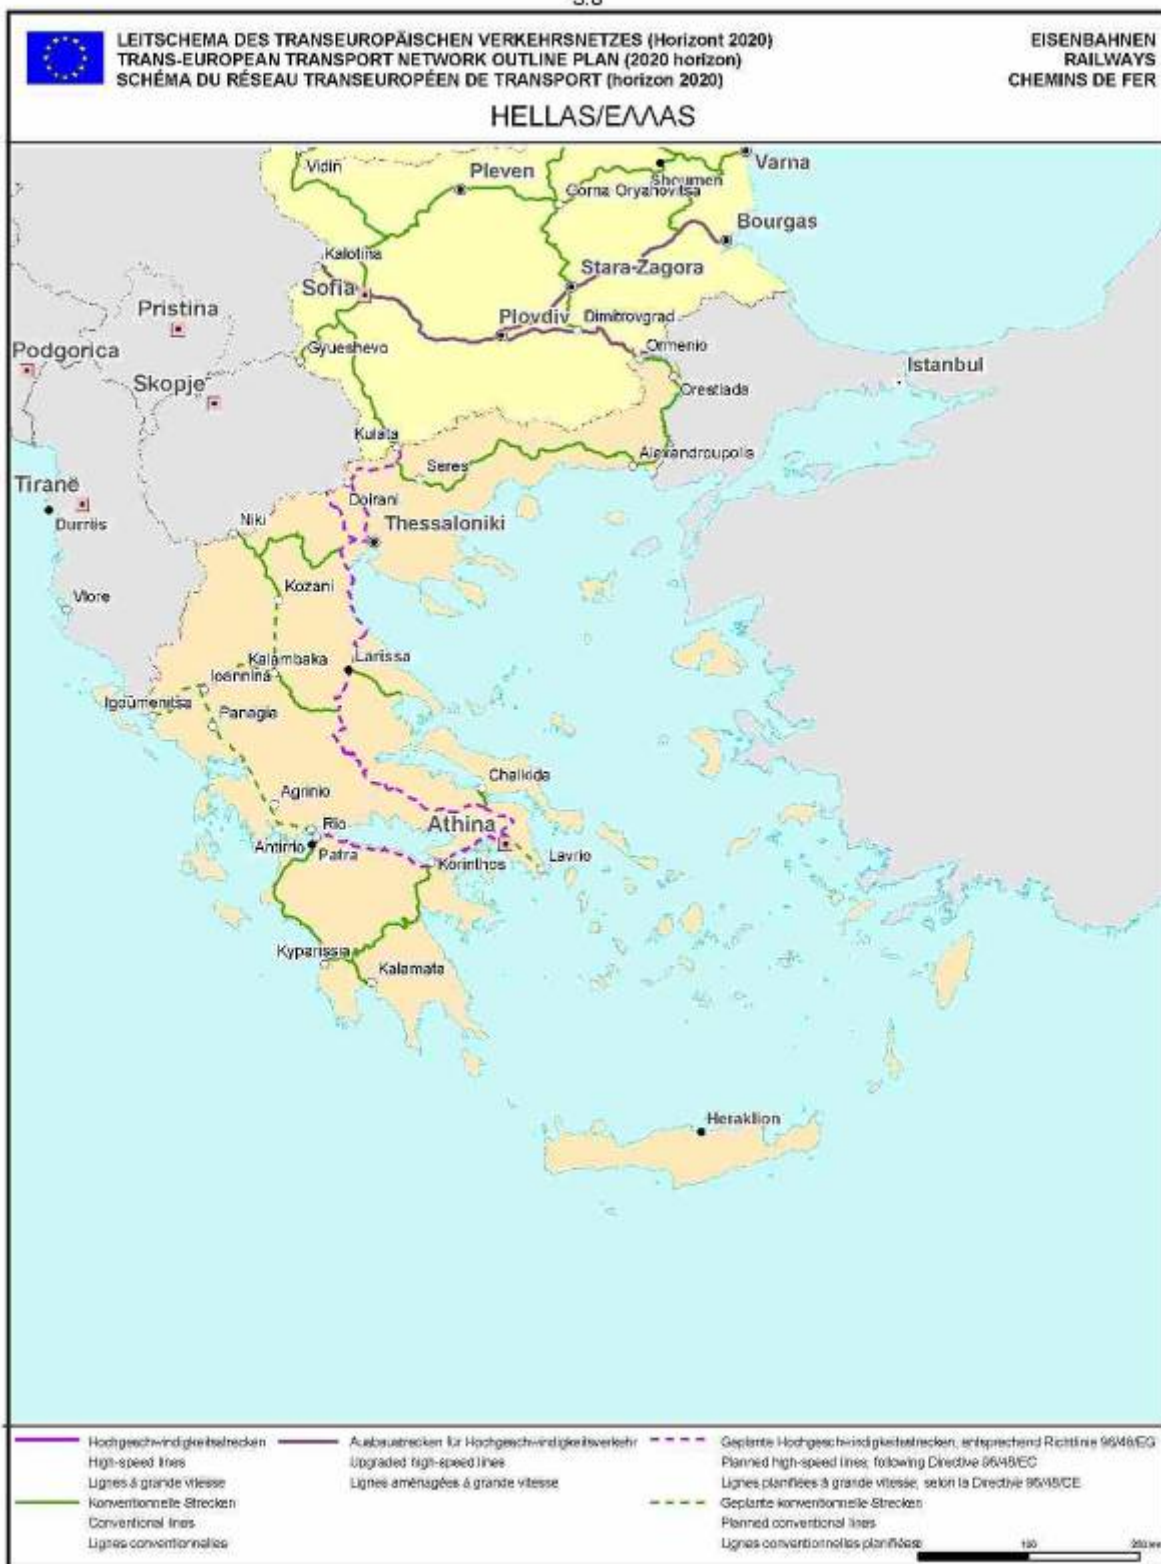 LEITSCHEMA DES TRANSEUROPÄISCHEN VERKEHRSNETZES (Horizont 2020)
TRANS-EUROPEAN TRANSPORT NETWORK OUTLINE PLAN (2020 horizon)
SCHÉMA DU RÉSEAU TRANSEUROPÉEN DE TRANSPORT (horizon 2020)
EISENBAHNEN
RAILWAYS
CHEMINS DE FER
HELLAS/ΕΛΛΑS
Vidin
Pleven
Shoumen
Varna
Gorna Oryahovitsa
Bourgas
Kalotina
Stara-Zagora
Sofia
Pristina
Plovdiv
Dimitrovgrad
Podgorica
Gyueshevo
Ormenio
Istanbul
Skopje
Orestiada
Kulata
Seres
Alexandroupolis
Tiranë
Doirani
Durrës
Niki
Thessaloniki
Vlore
Kozani
Kalambaka
Larissa
Ioannina
Igoumenitsa
Panagia
Chalkida
Agrinio
Rio
Athina
Antirrio
Patra
Korinthos
Lavrio
Kyparissia
Kalamata
Heraklion
Hochgeschwindigkeitsstrecken
High-speed lines
Lignes à grande vitesse
Konventionelle Strecken
Conventional lines
Lignes conventionnelles
Ausbaustrecken für Hochgeschwindigkeitsverkehr
Upgraded high-speed lines
Lignes aménagées à grande vitesse
Geplante Hochgeschwindigkeitsstrecken, entsprechend Richtlinie 96/48/EG
Planned high-speed lines, following Directive 96/48/EC
Lignes planifiées à grande vitesse, selon la Directive 96/48/CE
Geplante konventionelle Strecken
Planned conventional lines
Lignes conventionnelles planifiées